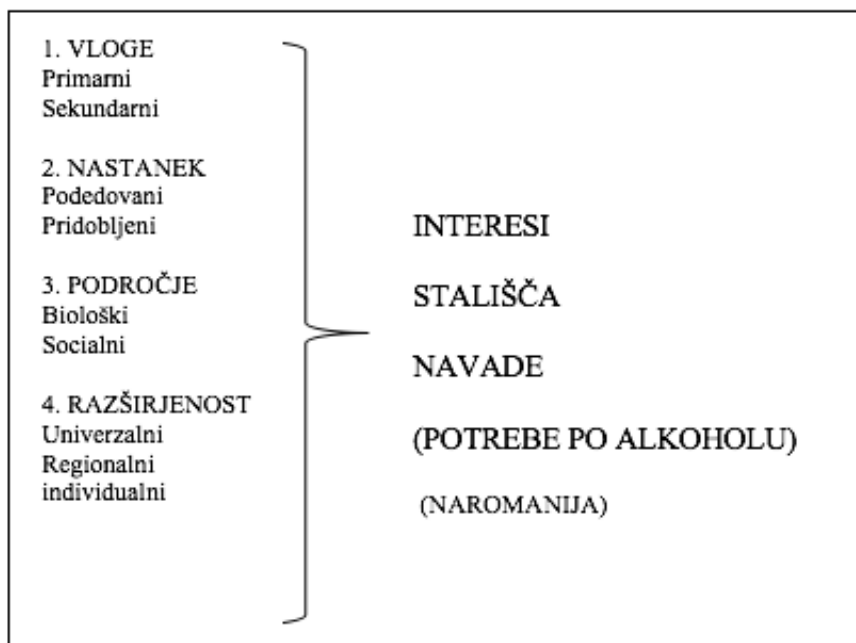 1. VLOGE
Primarni
Sekundarni
2. NASTANEK
Podedovani
Pridobljeni
3. PODROČJE
Biološki
Socialni
4. RAZŠIRJENOST
Univerzalni
Regionalni
individualni
INTERESI
STALIŠČA
NAVADE
(POTREBE PO ALKOHOLU)
(NAROMANIJA)